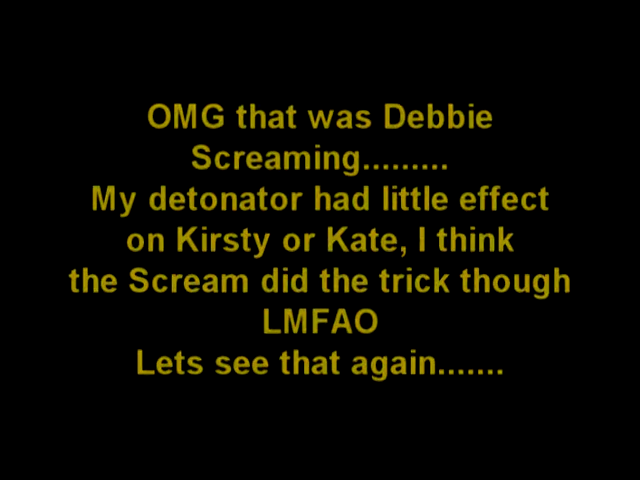 OMG that was Debbie
Screaming.........
My detonator had little effect
on Kirsty or Kate, I think
the Scream did the trick though
LMFAO
Lets see that again.......